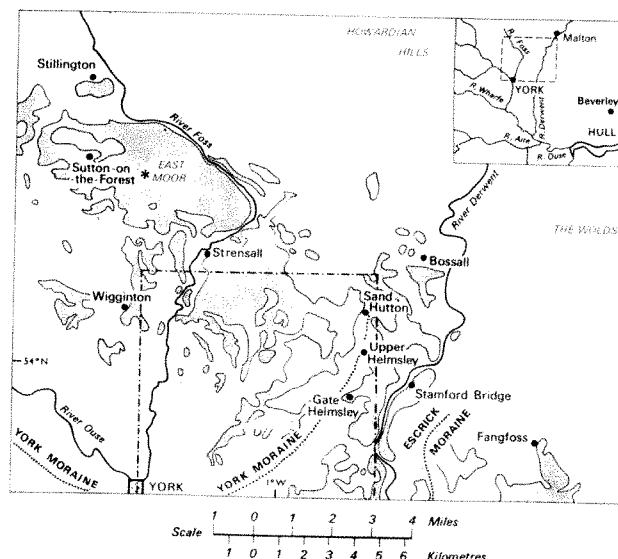 HOWARDIAN
HILLS
Stillington
River Foss
Sutton-on
-the-Forest
EAST
MOOR
*
Strensall
Wigginton
54°N
River Ouse
YORK MORAINE
YORK
YORK MORAINE
1°W
River Derwent
THE WOLDS
Bossall
Sand
Hutton
Upper
Helmsley
Gate
Helmsley
Stamford Bridge
ESCRICK
MORAINE
Fangfoss
R. Foss
Malton
YORK
R. Wharfe
R. Derwent
Beverley
HULL
R. Aire
R. Ouse
1 0 1 2 3 4 Miles
Scale
1 0 1 2 3 4 5 6 Kilometres